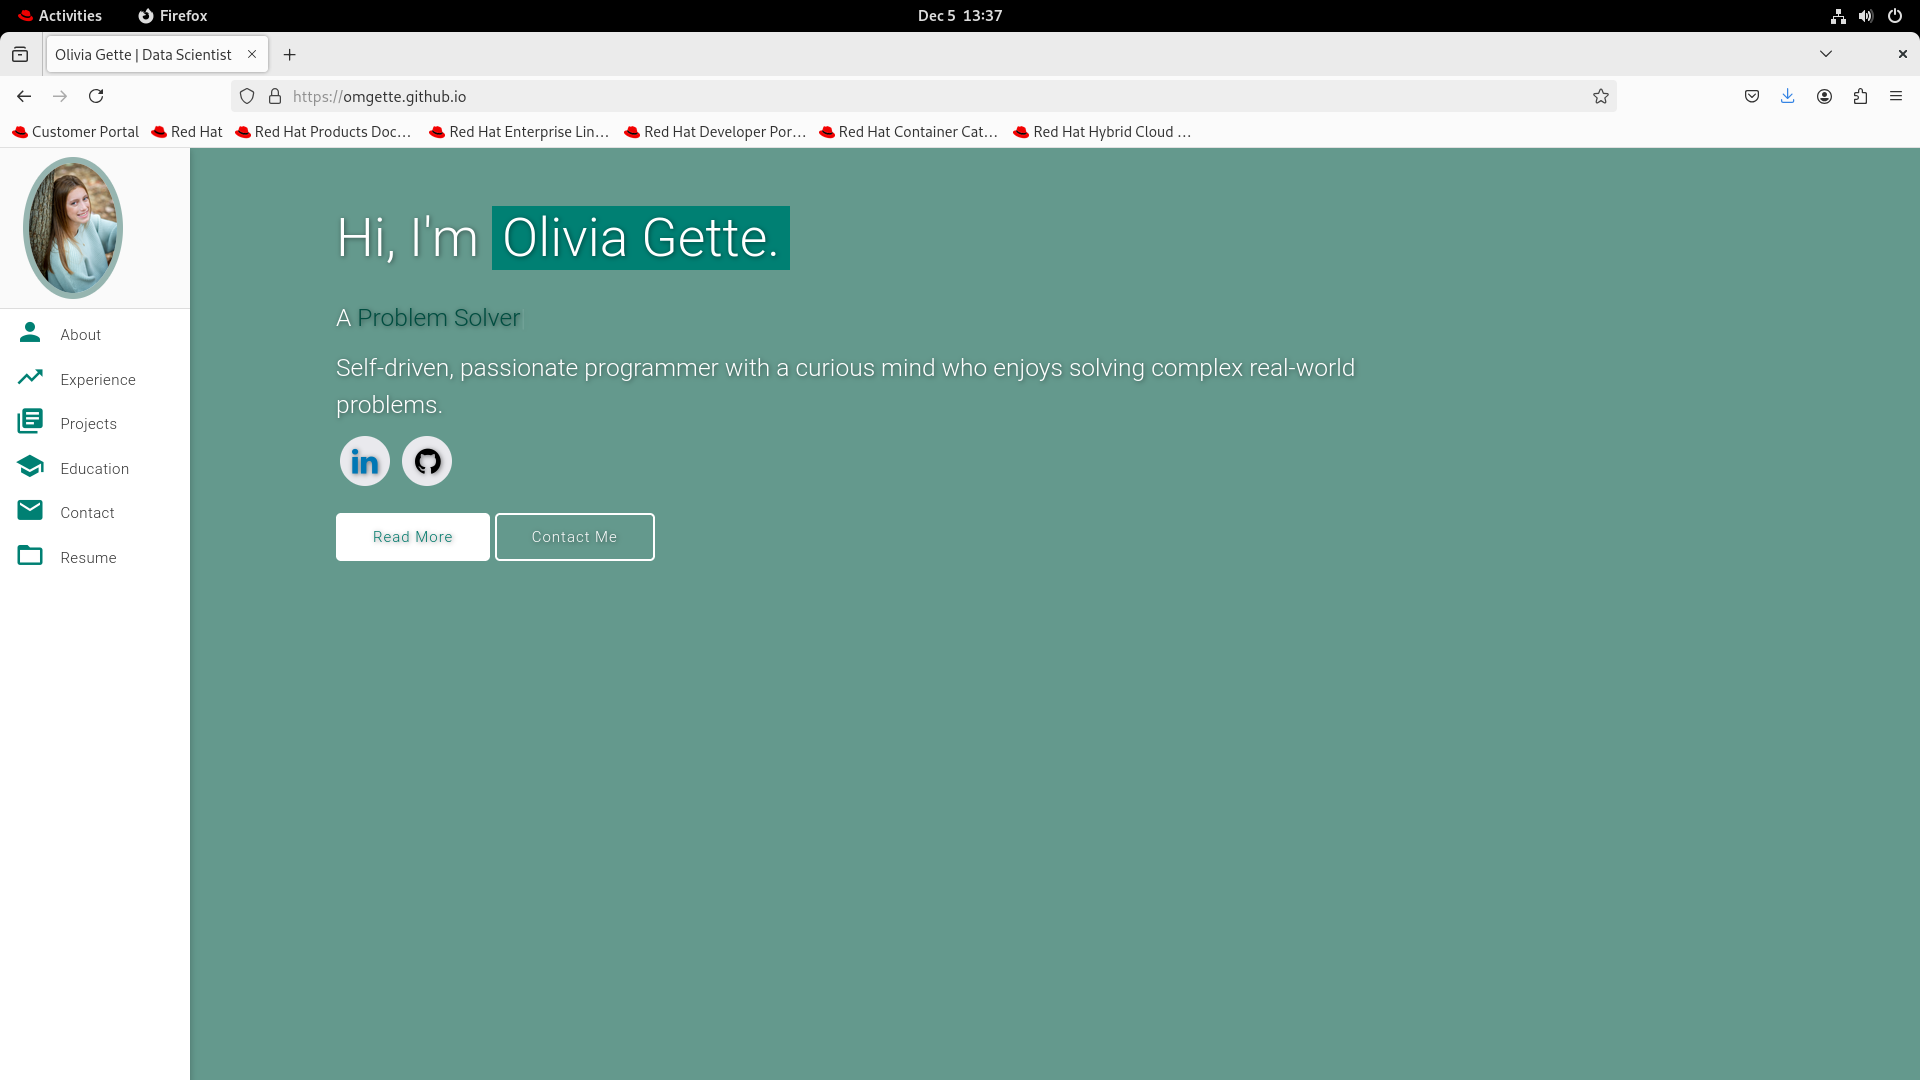 Activities
Firefox
Dec 5 13:37
Olivia Gette | Data Scientist
https://omgette.github.io
Customer Portal
Red Hat
Red Hat Products Doc…
Red Hat Enterprise Lin…
Red Hat Developer Por…
Red Hat Container Cat…
Red Hat Hybrid Cloud …
About
Experience
Projects
Education
Contact
Resume
Hi, I'm Olivia Gette.
A Problem Solver
Self-driven, passionate programmer with a curious mind who enjoys solving complex real-world
problems.
in
Read More
Contact Me